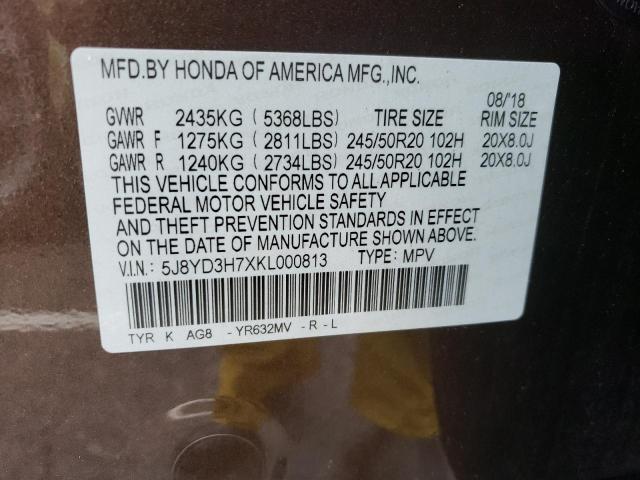 MFD.BY HONDA OF AMERICA MFG.,INC.
08/'18
GVWR 2435KG ( 5368LBS) TIRE SIZE RIM SIZE
GAWR F 1275KG ( 2811LBS) 245/50R20 102H 20X8.0J
GAWR R 1240KG ( 2734LBS) 245/50R20 102H 20X8.0J
THIS VEHICLE CONFORMS TO ALL APPLICABLE
FEDERAL MOTOR VEHICLE SAFETY
AND THEFT PREVENTION STANDARDS IN EFFECT
ON THE DATE OF MANUFACTURE SHOWN ABOVE.
V.I.N.: 5J8YD3H7XKL000813 TYPE: MPV
TYR K AG8 - YR632MV - R - L